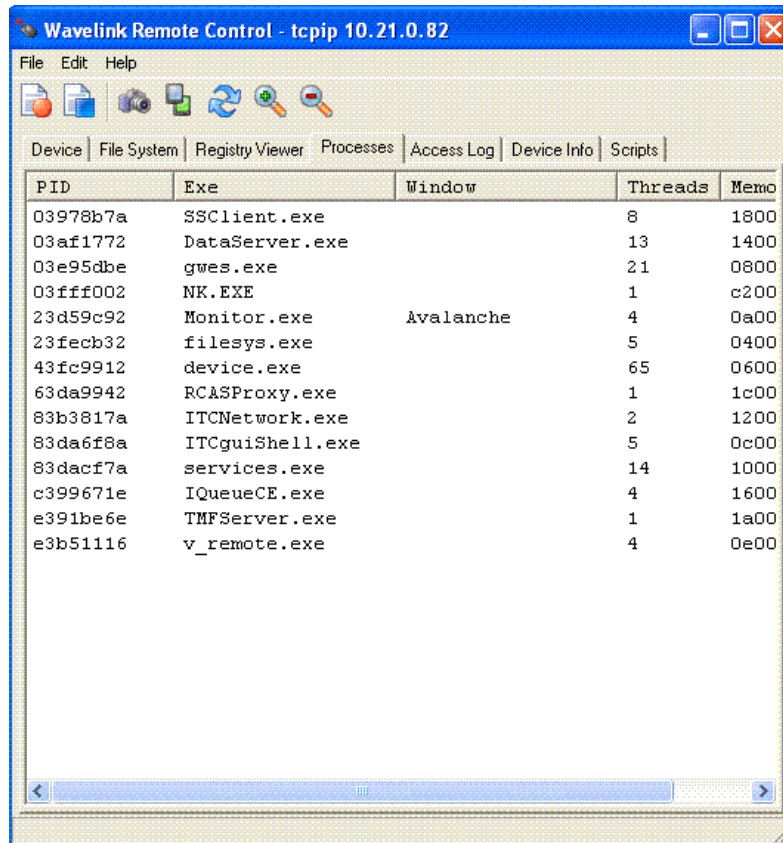 Wavelink Remote Control - tcpip 10.21.0.82
File Edit Help
Device File System Registry Viewer Processes Access Log Device Info Scripts
PID Exe Window Threads Memo
03978b7a SSClient.exe 8 1800
03af1772 DataServer.exe 13 1400
03e95dbe gwes.exe 21 0800
03fff002 NK.EXE 1 c200
23d59c92 Monitor.exe Avalanche 4 0a00
23fecb32 filesys.exe 5 0400
43fc9912 device.exe 65 0600
63da9942 RCASProxy.exe 1 1c00
83b3817a ITCNetwork.exe 2 1200
83da6f8a ITCguiShell.exe 5 0c00
83dacf7a services.exe 14 1000
c399671e IQueueCE.exe 4 1600
e391be6e TMFServer.exe 1 1a00
e3b51116 v_remote.exe 4 0e00